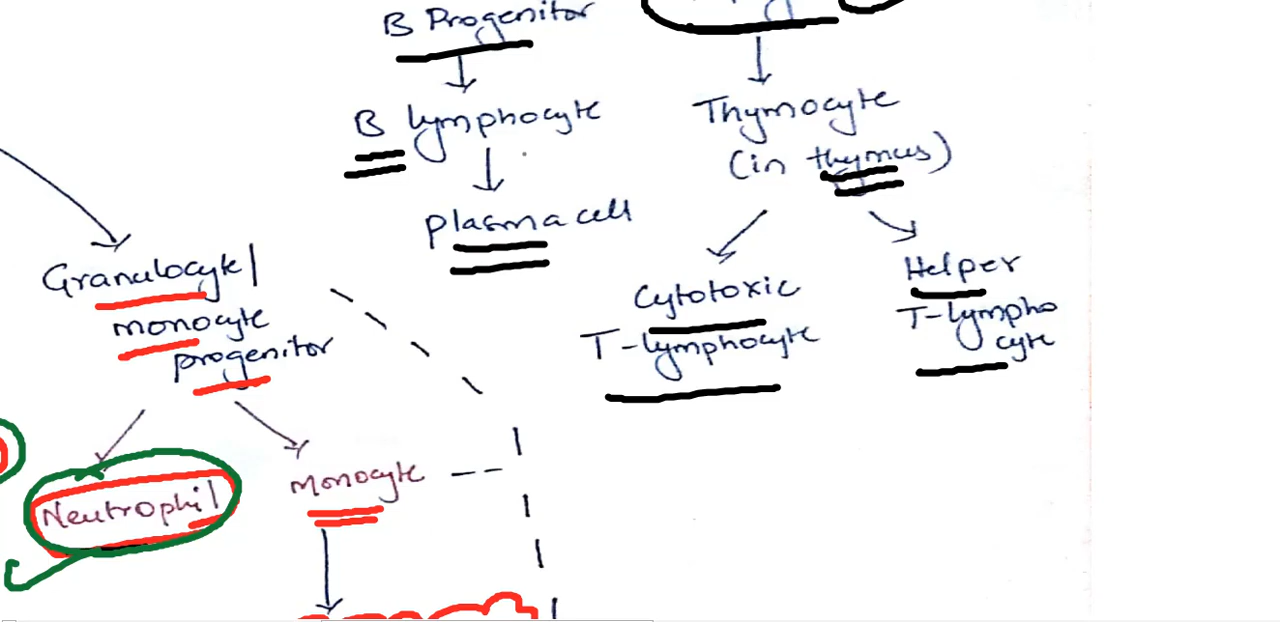 B Progenitor
B lymphocyte
Plasma cell
Thymocyte
(in thymus)
Cytotoxic
T-lymphocyte
Helper
T-lympho
cyte
Granulocyte/
monocyte
progenitor
Neutrophil
Monocyte